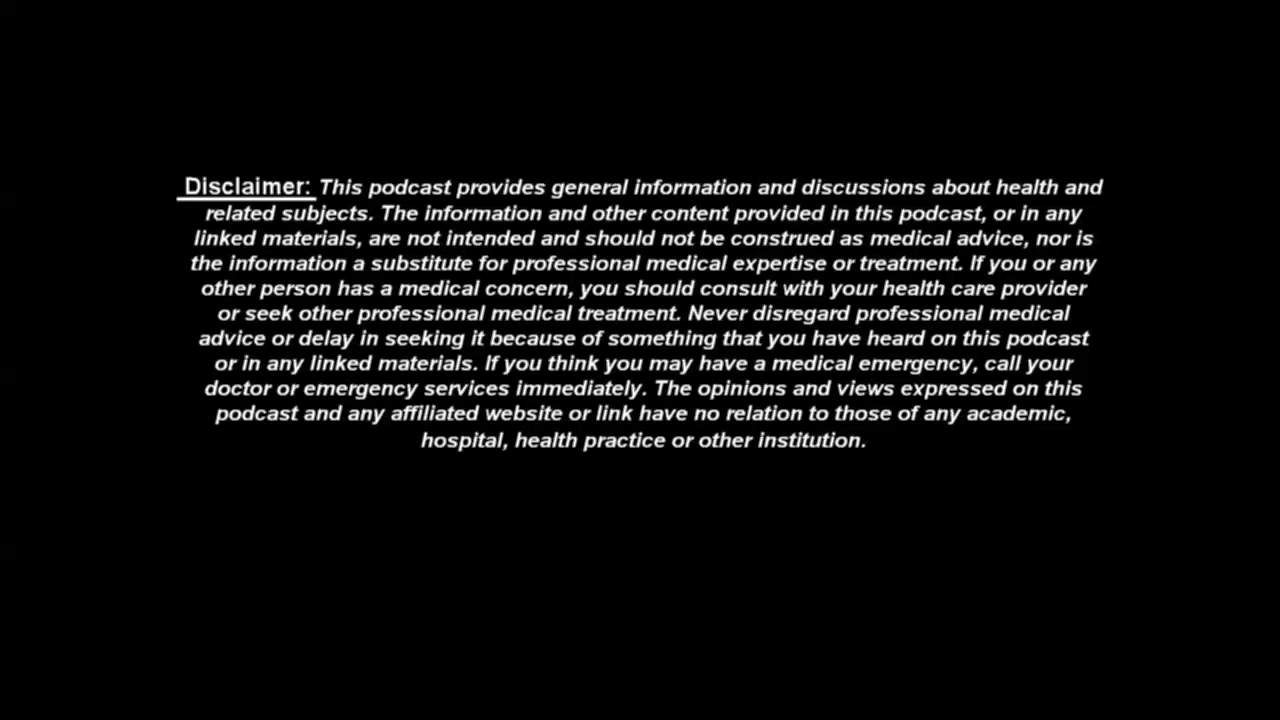 Disclaimer: This podcast provides general information and discussions about health and
related subjects. The information and other content provided in this podcast, or in any
linked materials, are not intended and should not be construed as medical advice, nor is
the information a substitute for professional medical expertise or treatment. If you or any
other person has a medical concern, you should consult with your health care provider
or seek other professional medical treatment. Never disregard professional medical
advice or delay in seeking it because of something that you have heard on this podcast
or in any linked materials. If you think you may have a medical emergency, call your
doctor or emergency services immediately. The opinions and views expressed on this
podcast and any affiliated website or link have no relation to those of any academic,
hospital, health practice or other institution.